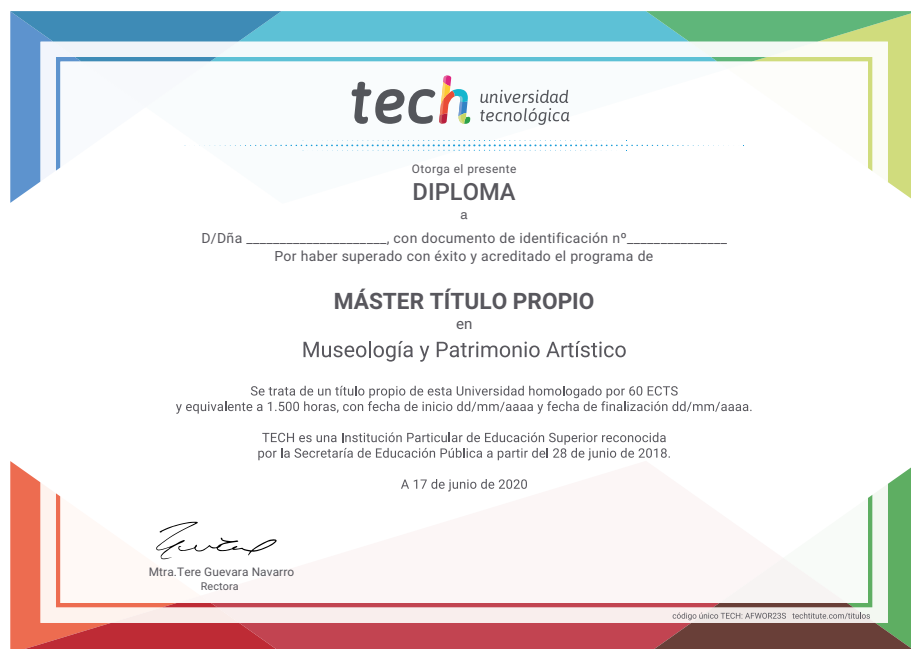 tech universidad
tecnológica
Otorga el presente
DIPLOMA
a
D/Dña _____________________, con documento de identificación nº_______________
Por haber superado con éxito y acreditado el programa de
MÁSTER TÍTULO PROPIO
en
Museología y Patrimonio Artístico
Se trata de un título propio de esta Universidad homologado por 60 ECTS
y equivalente a 1.500 horas, con fecha de inicio dd/mm/aaaa y fecha de finalización dd/mm/aaaa.
TECH es una Institución Particular de Educación Superior reconocida
por la Secretaría de Educación Pública a partir del 28 de junio de 2018.
A 17 de junio de 2020
Mtra.Tere Guevara Navarro
Rectora
código único TECH: AFWOR23S techtitute.com/titulos